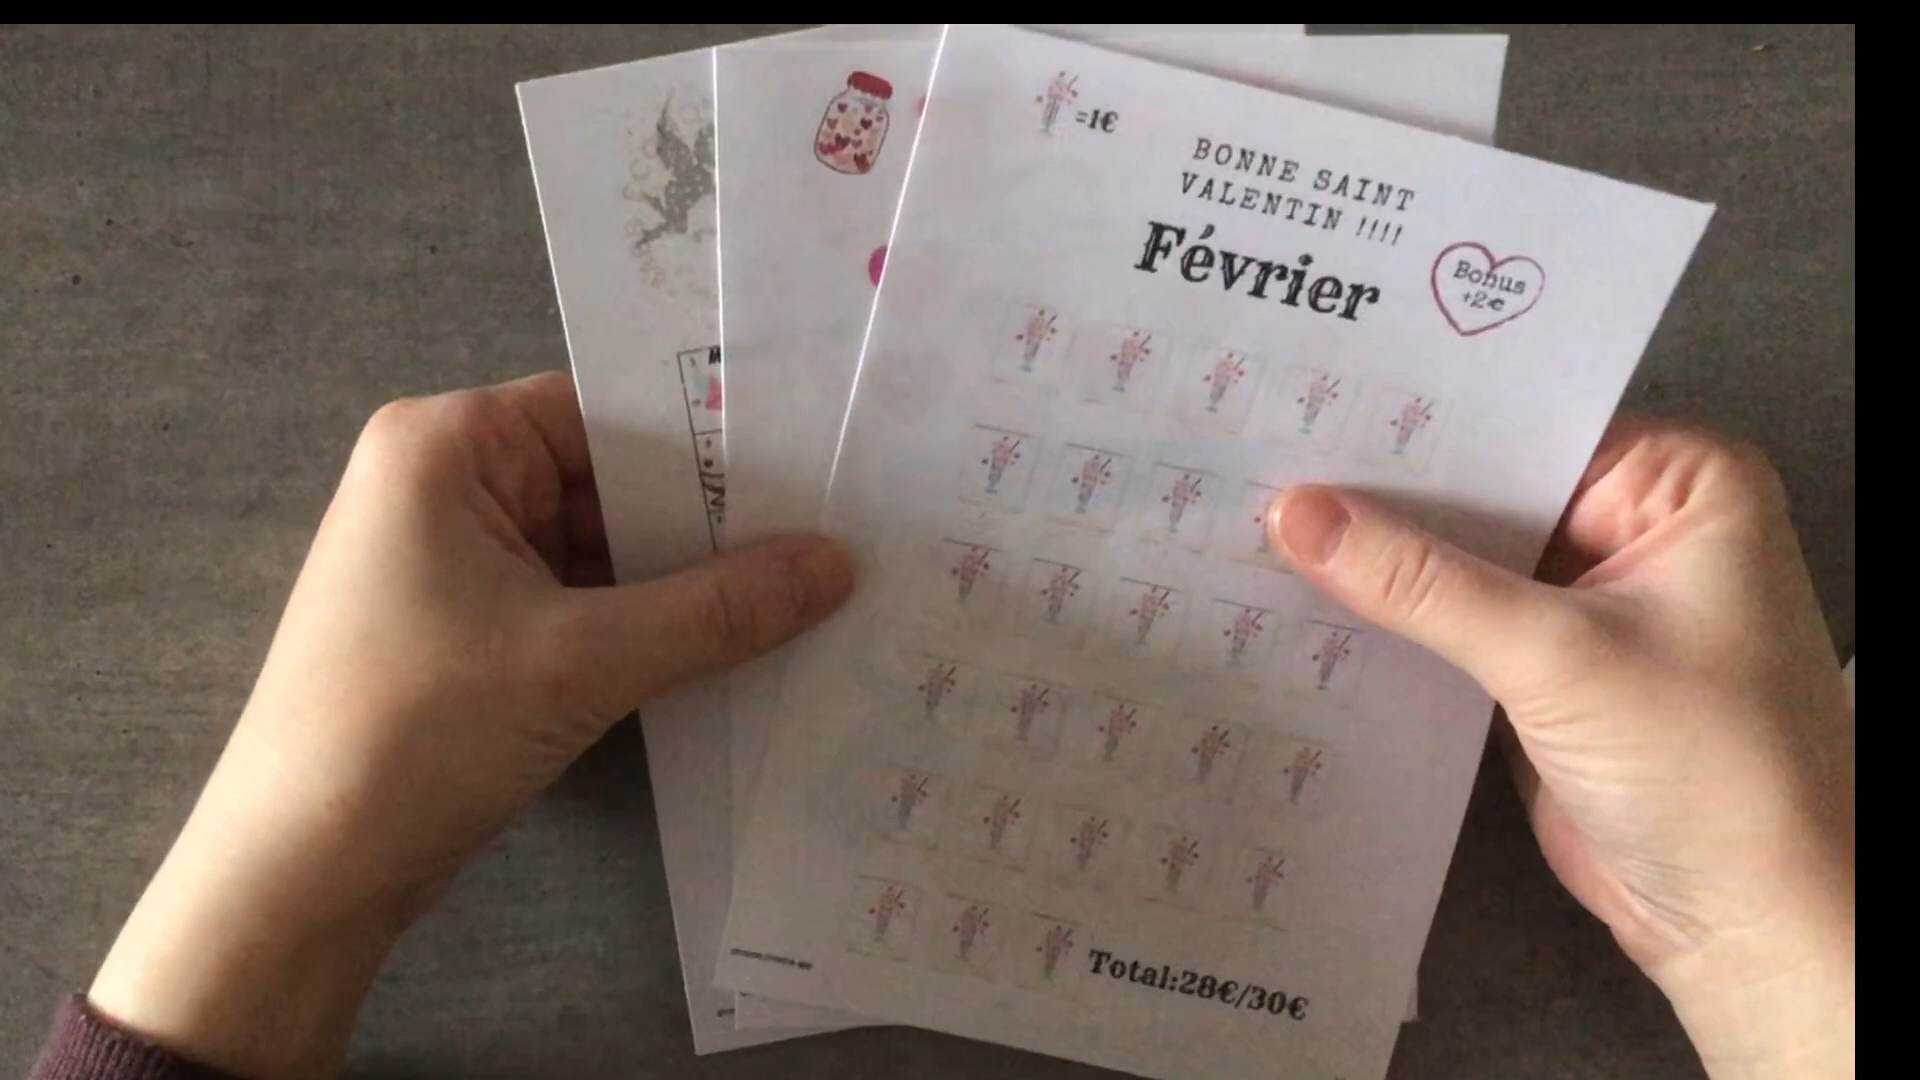 =1€
BONNE SAINT
VALENTIN !!!!
Février
Bonus
+2€
Total:28€/30€